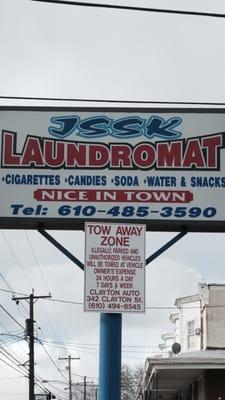 JSSK
LAUNDROMAT
•CIGARETTES •CANDIES •SODA •WATER & SNACKS
NICE IN TOWN
Tel: 610-485-3590
TOW AWAY
ZONE
ILLEGALLY, PARKED AND
UNAUTHORIZED VEHICLES
WILL BE TOWED AT VEHICLE
OWNER'S EXPENSE
24 HOURS A DAY
7 DAYS A WEEK
CLAYTON AUTO
342 CLAYTON ST.
(610) 494-8545